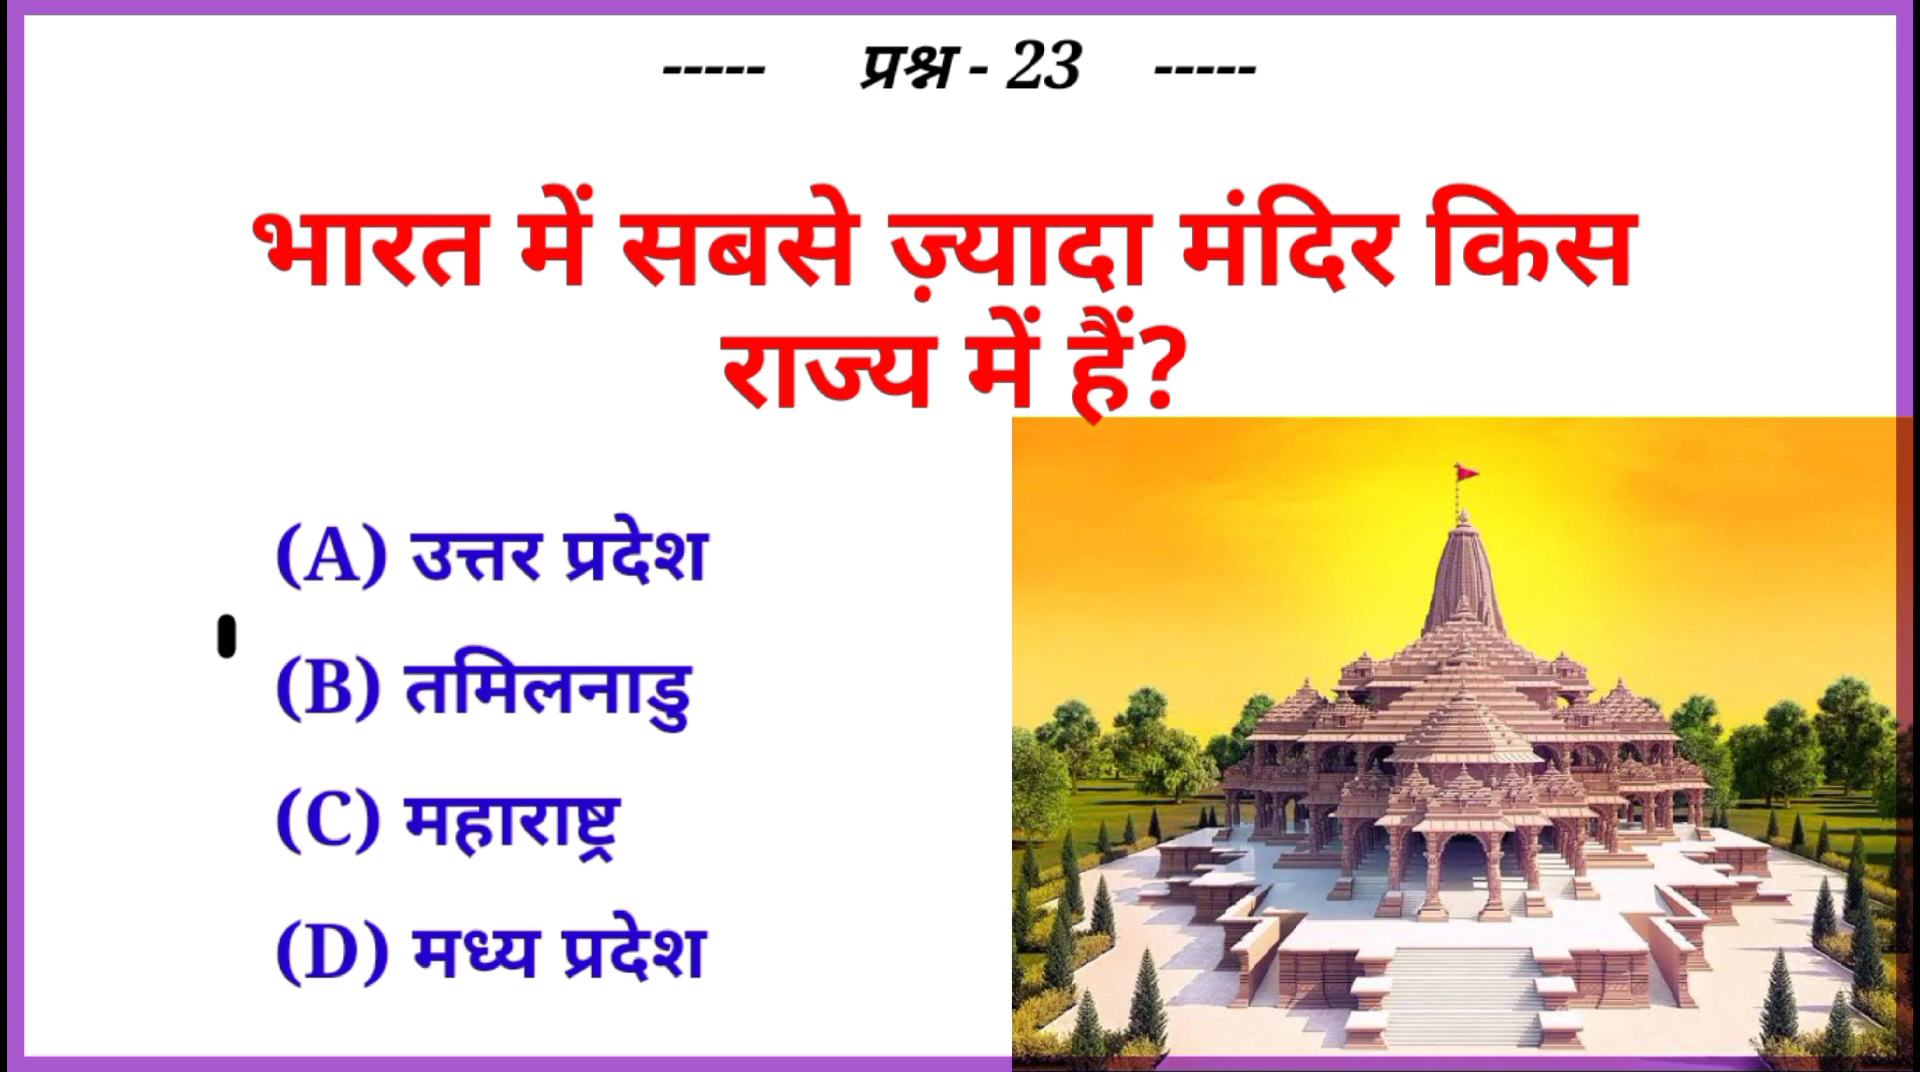 ----- प्रश्न - 23 -----
भारत में सबसे ज़्यादा मंदिर किस
राज्य में हैं?
(A) उत्तर प्रदेश
(B) तमिलनाडु
(C) महाराष्ट्र
(D) मध्य प्रदेश